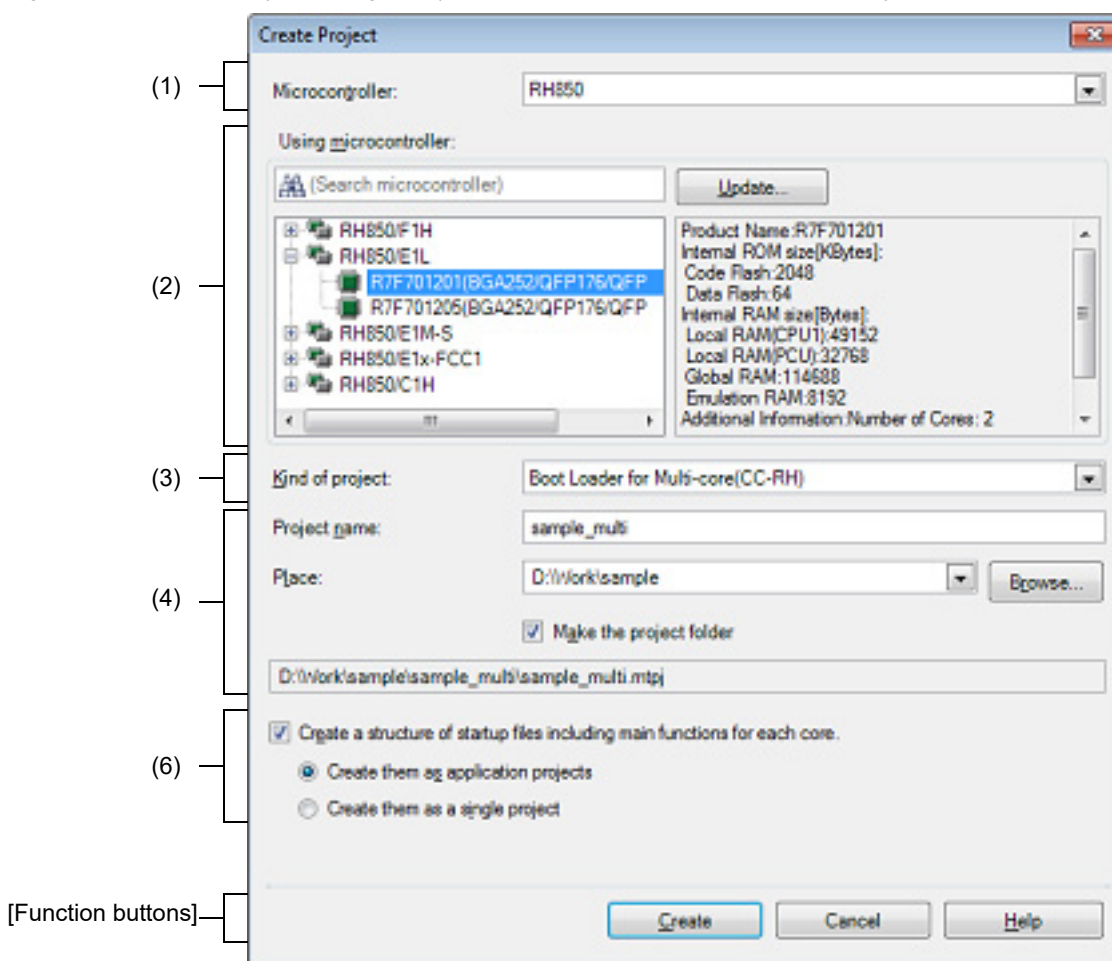 Create Project
(1)
Microcontroller:
RH850
Using microcontroller:
(Search microcontroller)
Update...
(2)
RH850/F1H
RH850/E1L
R7F701201(BGA252/QFP176/QFP
R7F701205(BGA252/QFP176/QFP
RH850/E1M-S
RH850/E1x-FCC1
RH850/C1H
Product Name:R7F701201
Internal ROM size[KBytes]:
Code Flash:2048
Data Flash:64
Internal RAM size[Bytes]:
Local RAM(CPU1):49152
Local RAM(PCU):32768
Global RAM:114688
Emulation RAM:8192
Additional Information:Number of Cores: 2
(3)
Kind of project:
Boot Loader for Multi-core(CC-RH)
(4)
Project name:
sample_multi
Place:
D:\Work\sample
Browse...
Make the project folder
D:\Work\sample\sample_multi\sample_multi.mtpj
(6)
Create a structure of startup files including main functions for each core.
Create them as application projects
Create them as a single project
[Function buttons]
Create
Cancel
Help